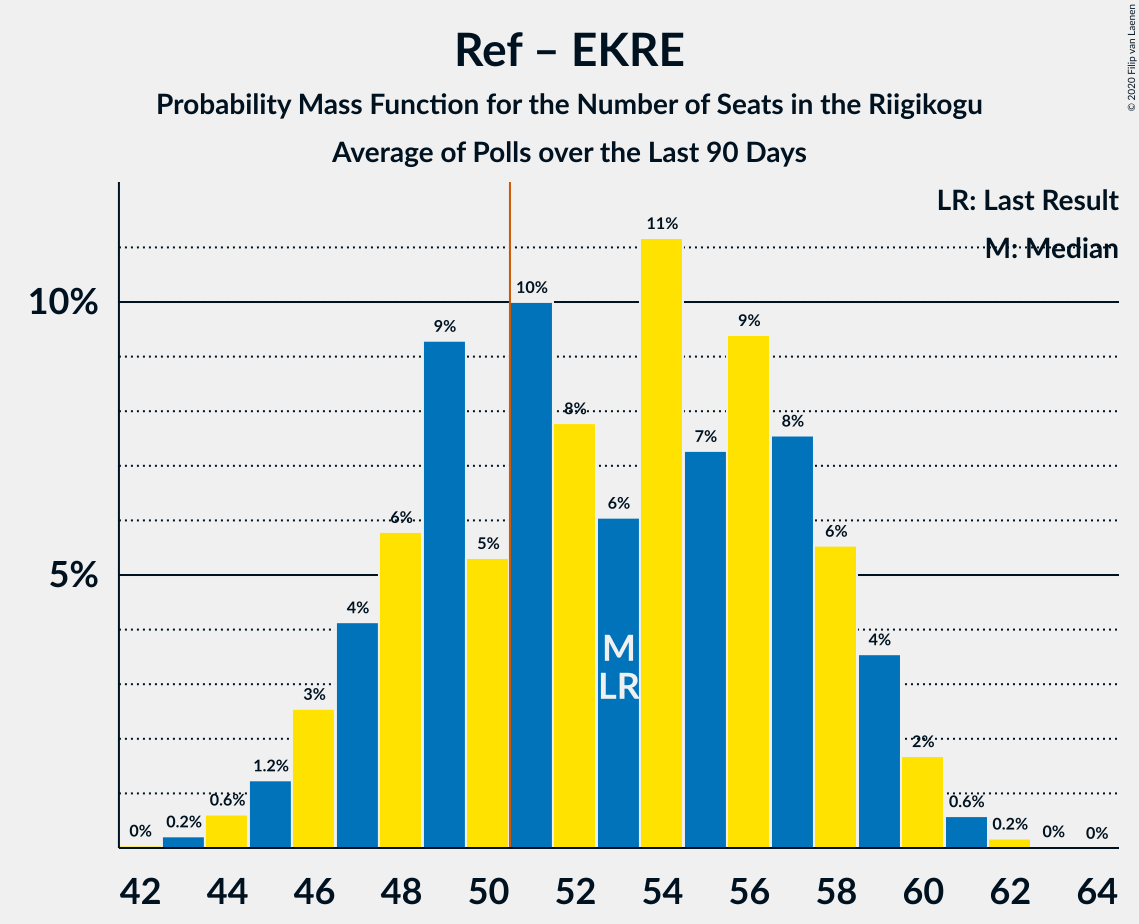 Ref – EKRE
Probability Mass Function for the Number of Seats in the Riigikogu
Average of Polls over the Last 90 Days
© 2020 Filip van Laenen
LR: Last Result
M: Median
10%
5%
0%
0.2%
0.6%
1.2%
3%
4%
6%
9%
5%
10%
8%
6%
11%
7%
9%
8%
6%
4%
2%
0.6%
0.2%
0%
0%
M
LR
42 44 46 48 50 52 54 56 58 60 62 64